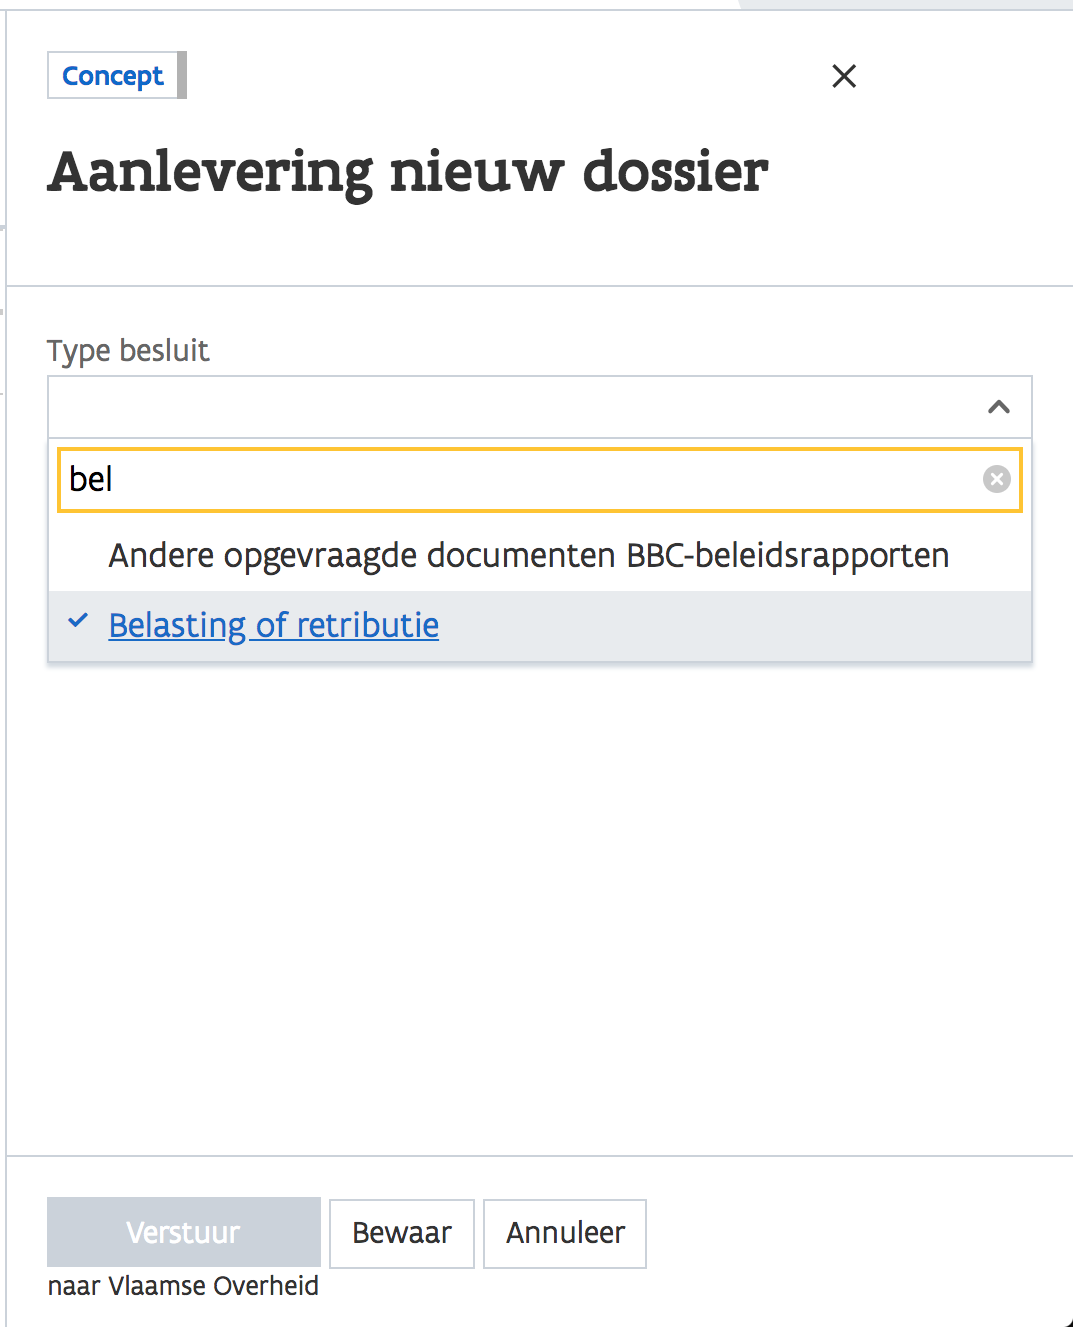 Concept
Aanlevering nieuw dossier
Type besluit
bel
Andere opgevraagde documenten BBC-beleidsrapporten
Belasting of retributie
Verstuur
Bewaar
Annuleer
naar Vlaamse Overheid